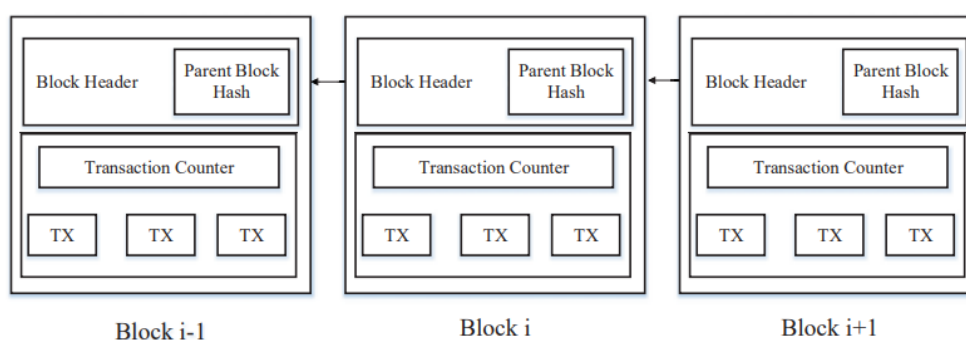 Block Header
Parent Block
Hash
Transaction Counter
TX TX TX
Block i-1
Block Header
Parent Block
Hash
Transaction Counter
TX TX TX
Block i
Block Header
Parent Block
Hash
Transaction Counter
TX TX TX
Block i+1